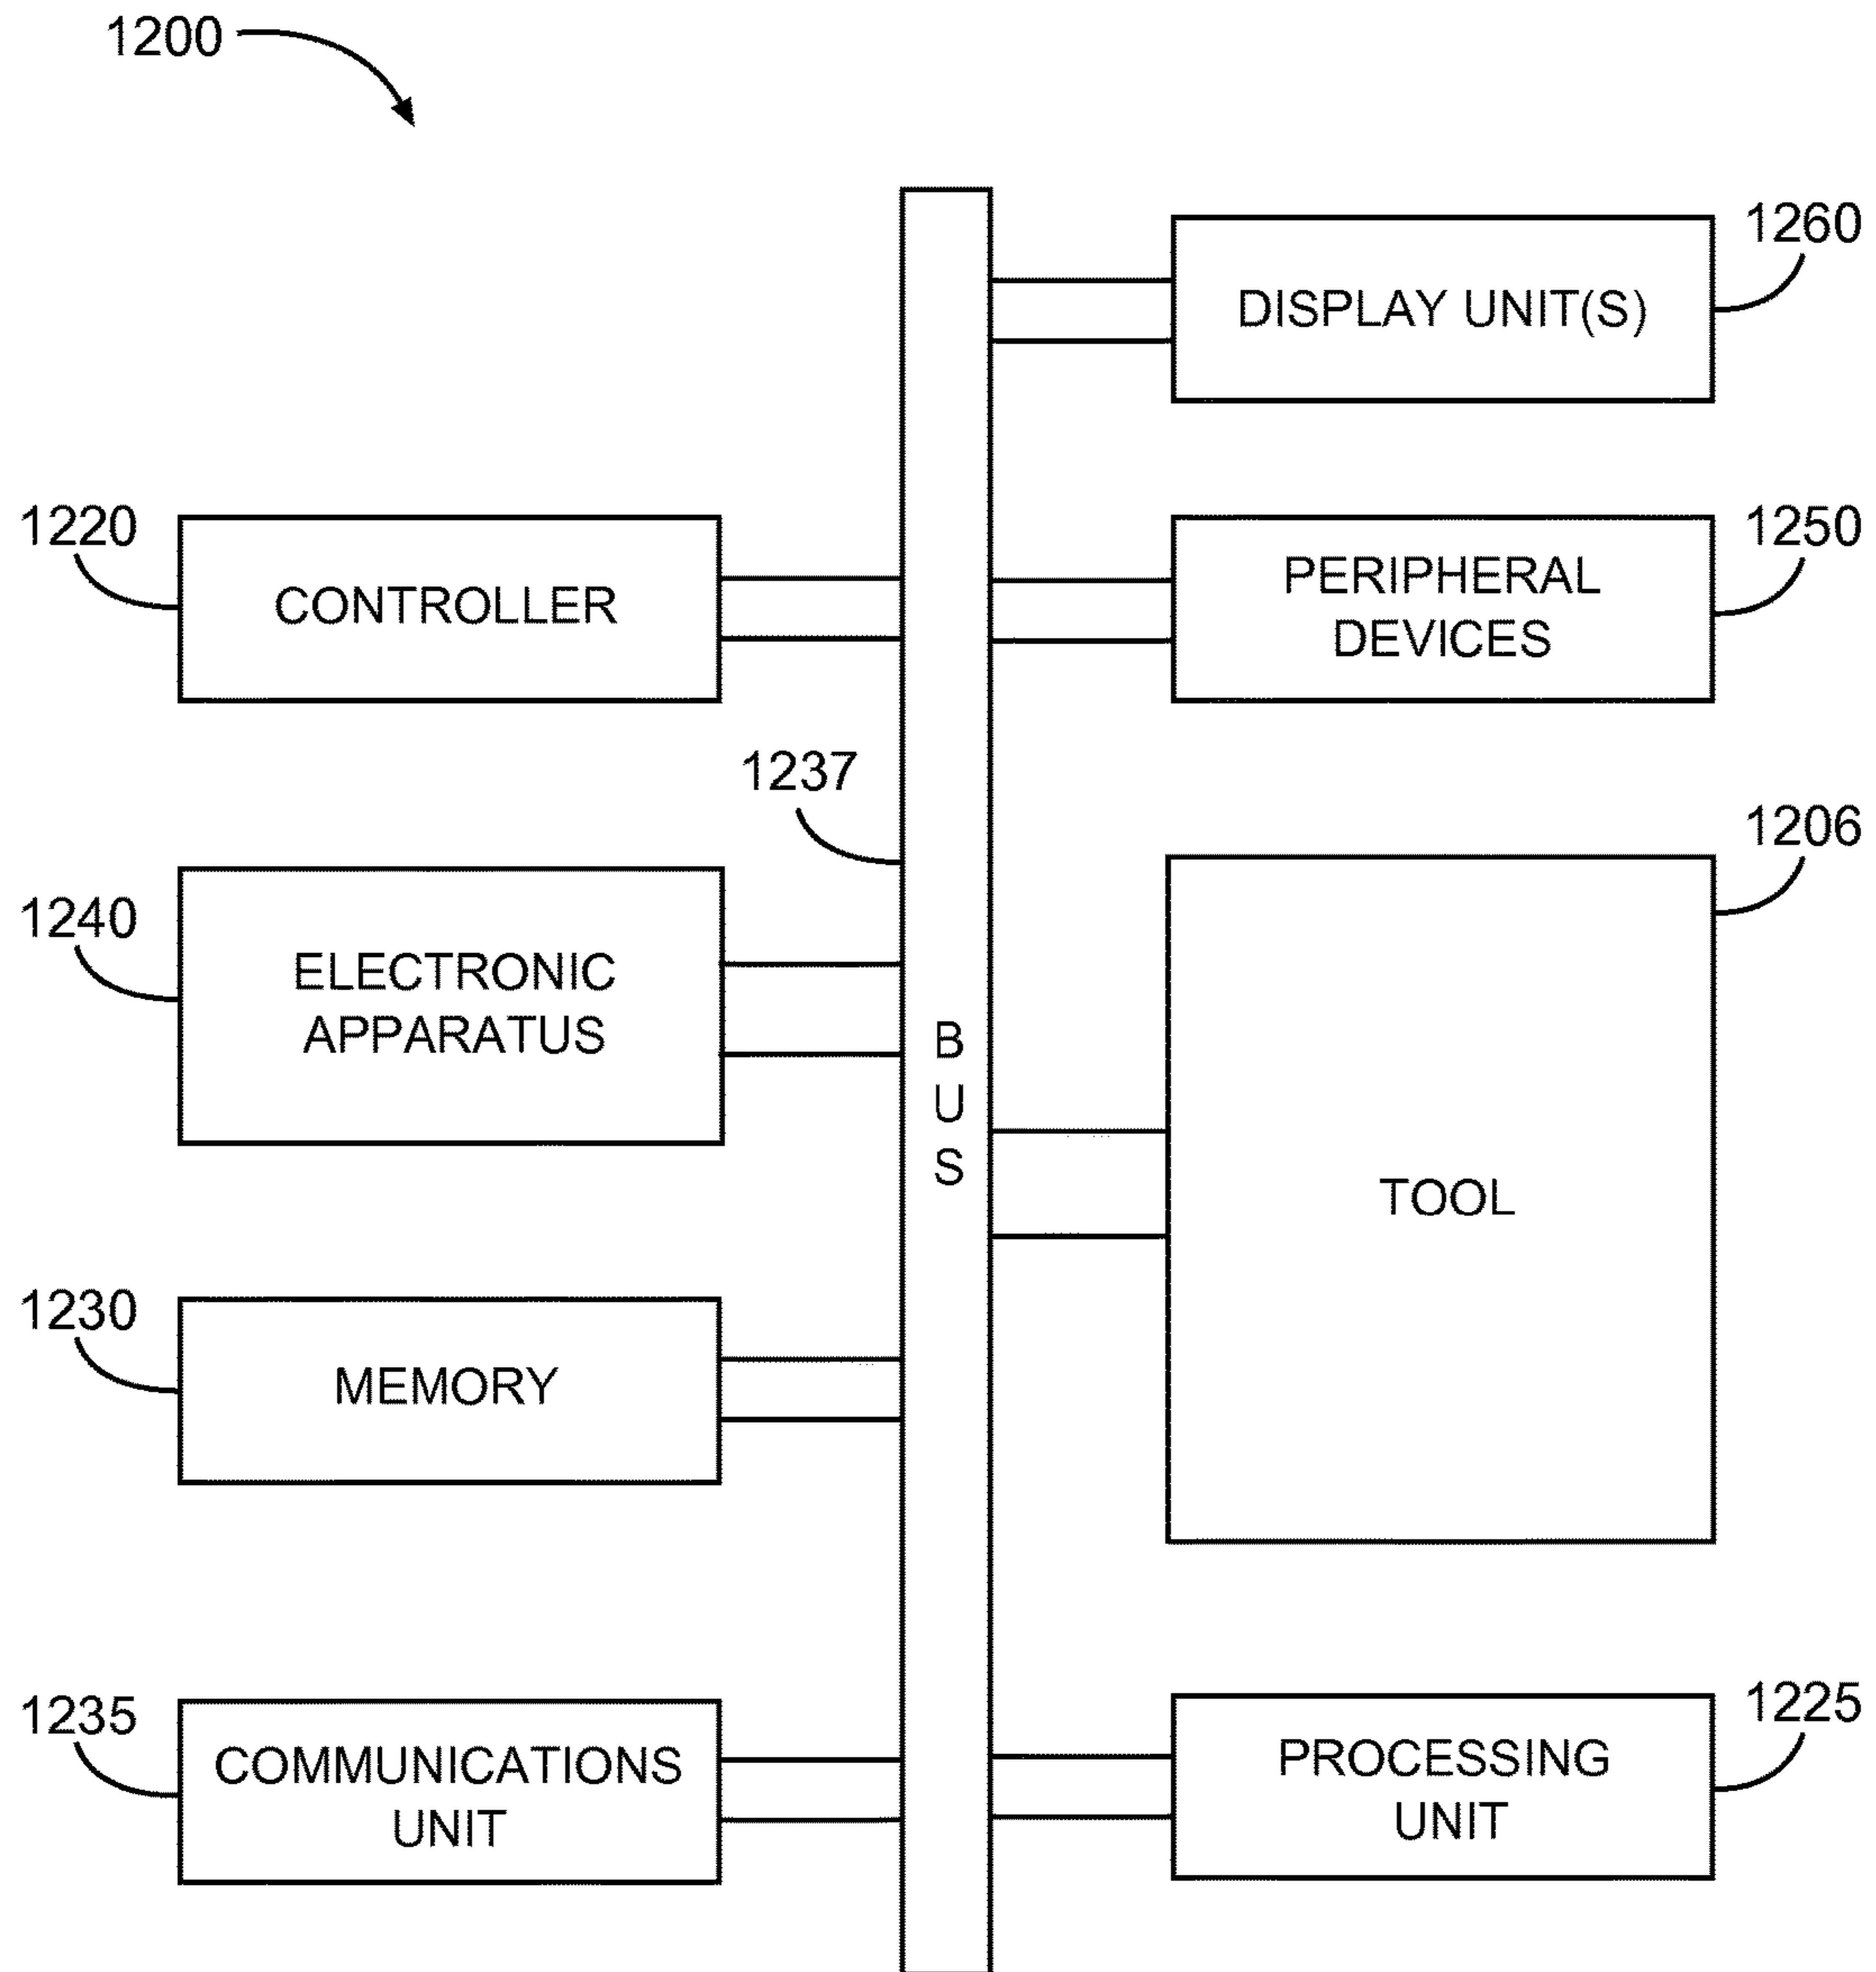 1200
1260
DISPLAY UNIT(S)
1220
CONTROLLER
1250
PERIPHERAL
DEVICES
1237
1206
1240
ELECTRONIC
APPARATUS
B
U
S
TOOL
1230
MEMORY
1235
COMMUNICATIONS
UNIT
1225
PROCESSING
UNIT